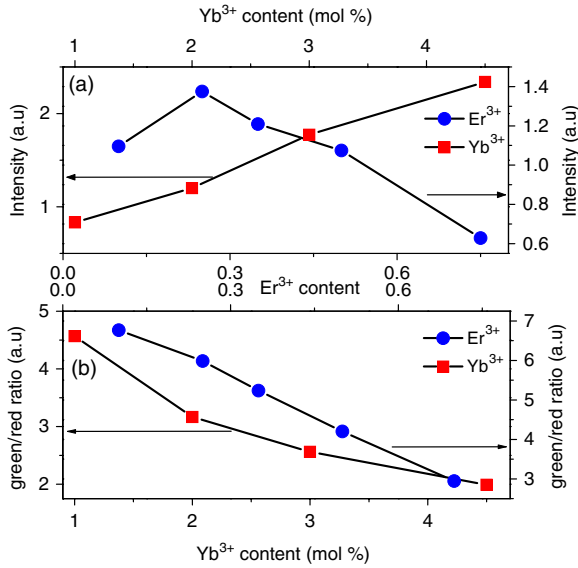 Yb³⁺ content (mol %)
1 2 3 4
(a)
Er³⁺
Yb³⁺
Intensity (a.u)
2
1
Intensity (a.u)
1.4
1.2
1.0
0.8
0.6
0.0 0.3 0.6
Er³⁺ content
0.0 0.3 0.6
(b)
Er³⁺
Yb³⁺
green/red ratio (a.u)
5
4
3
2
green/red ratio (a.u)
7
6
5
4
3
1 2 3 4
Yb³⁺ content (mol %)